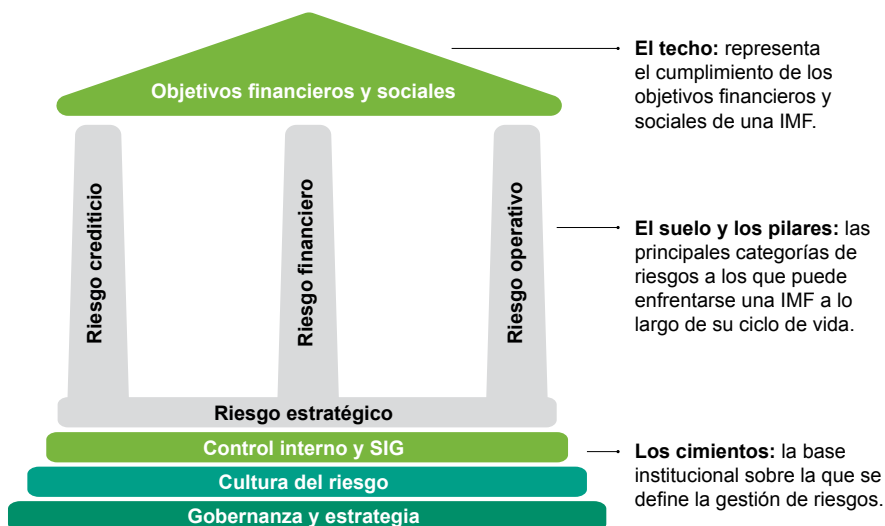 Objetivos financieros y sociales
El techo: representa
el cumplimiento de los
objetivos financieros y
sociales de una IMF.
Riesgo crediticio
Riesgo financiero
Riesgo operativo
El suelo y los pilares: las
principales categorías de
riesgos a los que puede
enfrentarse una IMF a lo
largo de su ciclo de vida.
Riesgo estratégico
Control interno y SIG
Cultura del riesgo
Gobernanza y estrategia
Los cimientos: la base
institucional sobre la que se
define la gestión de riesgos.